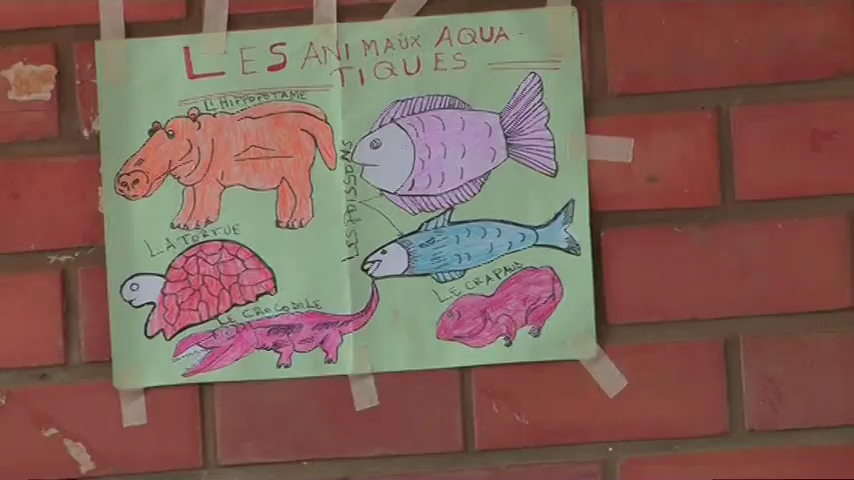 LES ANIMAUX AQUA-
TIQUES
L'HIPPOPOTAME
LES POISSONS
LA TORTUE
LE CROCODILE
LE CRAPAUD